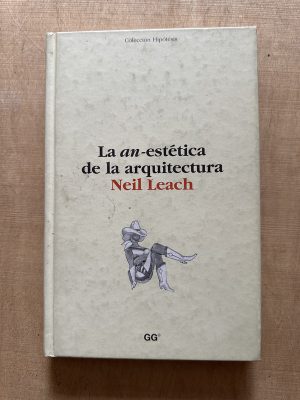 Colección Hipótesis
La an-estética
de la arquitectura
Neil Leach
GG®